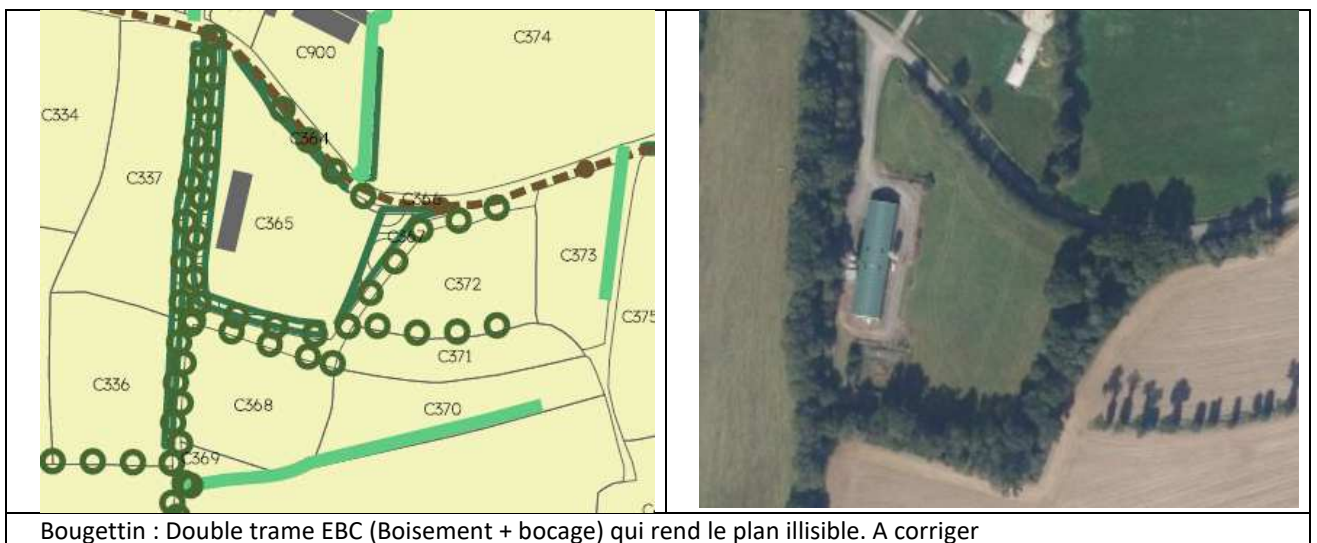 C900
C374
C334
C364
C337
C366
C365
C367
C373
C372
C375
C371
C336
C368
C370
C369
Bougettin : Double trame EBC (Boisement + bocage) qui rend le plan illisible. A corriger